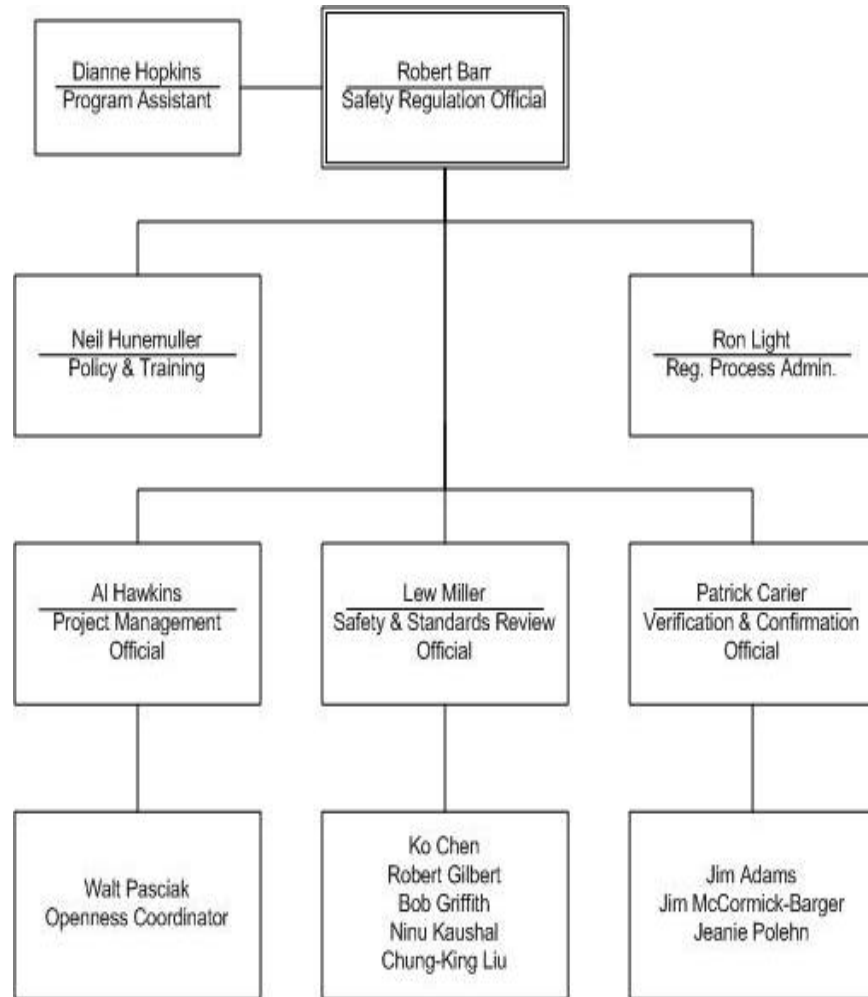 Dianne Hopkins
Program Assistant
Robert Barr
Safety Regulation Official
Neil Hunemuller
Policy & Training
Ron Light
Reg. Process Admin.
Al Hawkins
Project Management
Official
Lew Miller
Safety & Standards Review
Official
Patrick Carier
Verification & Confirmation
Official
Walt Pasciak
Openness Coordinator
Ko Chen
Robert Gilbert
Bob Griffith
Ninu Kaushal
Chung-King Liu
Jim Adams
Jim McCormick-Barger
Jeanie Polehn